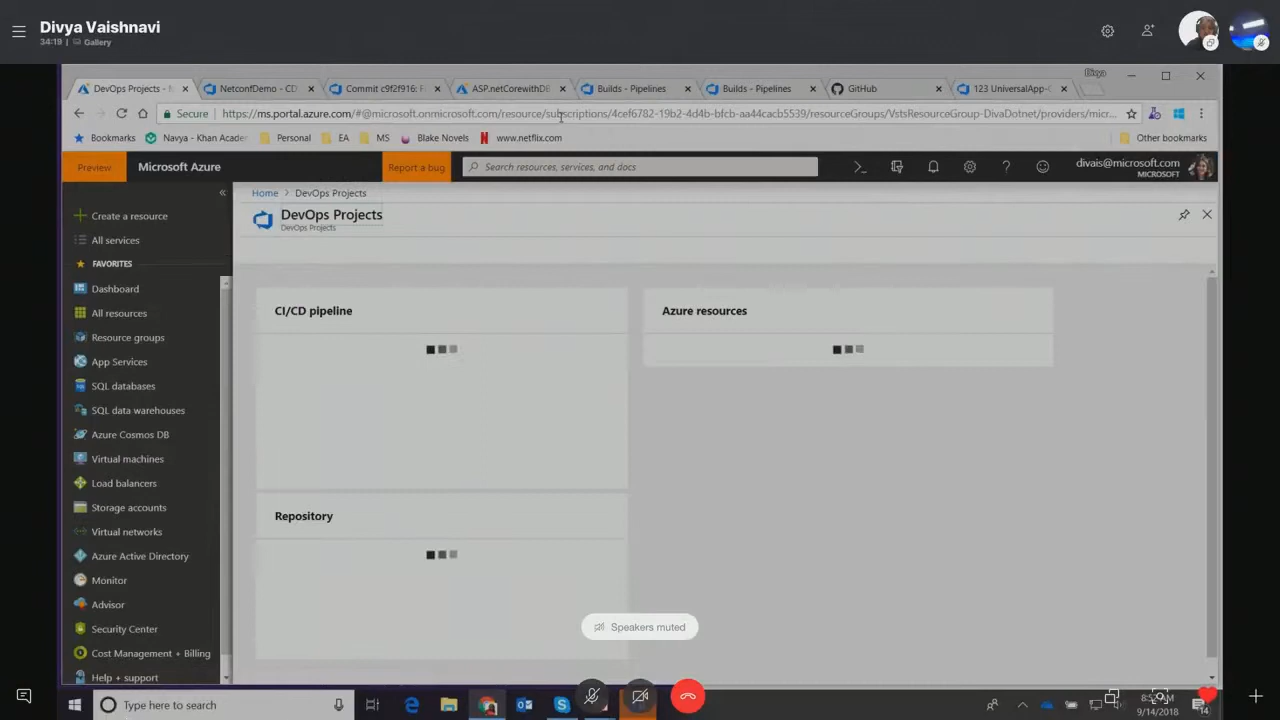 Divya Vaishnavi
34:19 | Gallery
Divya
DevOps Projects - M
NetconfDemo - CD
Commit c9f2f916: F
ASP.netCorewithDB
Builds - Pipelines
Builds - Pipelines
GitHub
123 UniversalApp-C
Secure
https://ms.portal.azure.com/#@microsoft.onmicrosoft.com/resource/subscriptions/4cef6782-19b2-4d4b-bfcb-aa44cacb5539/resourceGroups/VstsResourceGroup-DivaDotnet/providers/micr...
Bookmarks
Navya - Khan Acade
Personal
EA
MS
Blake Novels
www.netflix.com
Other bookmarks
Preview
Microsoft Azure
Report a bug
Search resources, services, and docs
divais@microsoft.com
MICROSOFT
Home > DevOps Projects
DevOps Projects
DevOps Projects
Create a resource
All services
FAVORITES
Dashboard
All resources
Resource groups
App Services
SQL databases
SQL data warehouses
Azure Cosmos DB
Virtual machines
Load balancers
Storage accounts
Virtual networks
Azure Active Directory
Monitor
Advisor
Security Center
Cost Management + Billing
Help + support
CI/CD pipeline
Azure resources
Repository
Speakers muted
Type here to search
9/14/2018
14